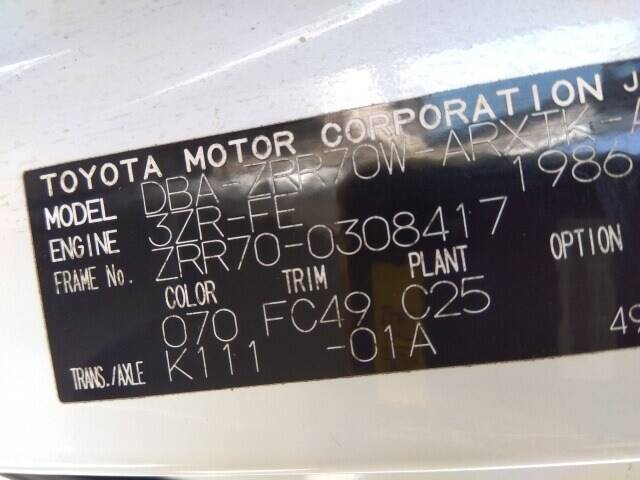 TOYOTA MOTOR CORPORATION J
MODEL DBA-ZRR70W-ARXTK-A
ENGINE 3ZR-FE 1986
FRAME No. ZRR70-0308417
COLOR TRIM PLANT OPTION
070 FC49 C25
TRANS./AXLE K111 -01A 49